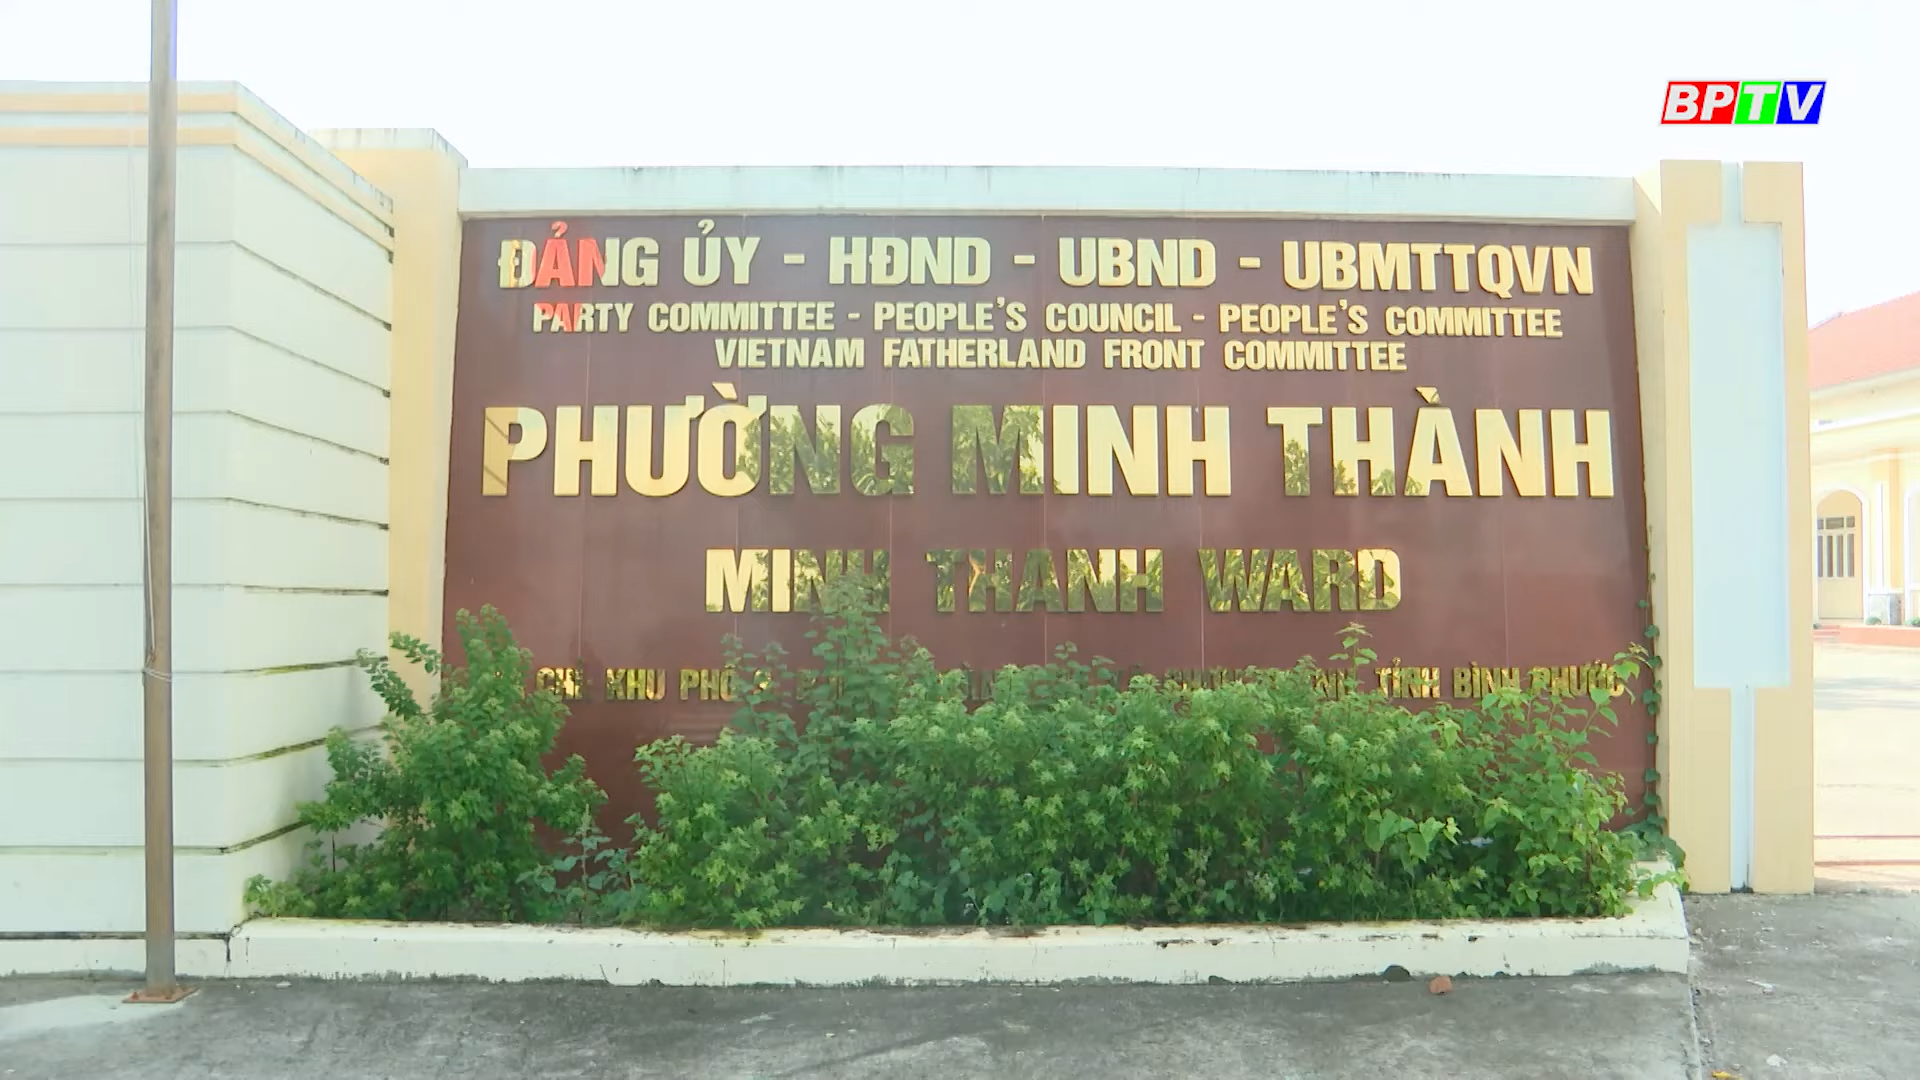 BPTV
ĐẢNG ỦY - HĐND - UBND - UBMTTQVN
PARTY COMMITTEE - PEOPLE'S COUNCIL - PEOPLE'S COMMITTEE
VIETNAM FATHERLAND FRONT COMMITTEE
PHƯỜNG MINH THÀNH
MINH THANH WARD
CHỈ: KHU PHỐ TỈNH BÌNH PHƯỚC